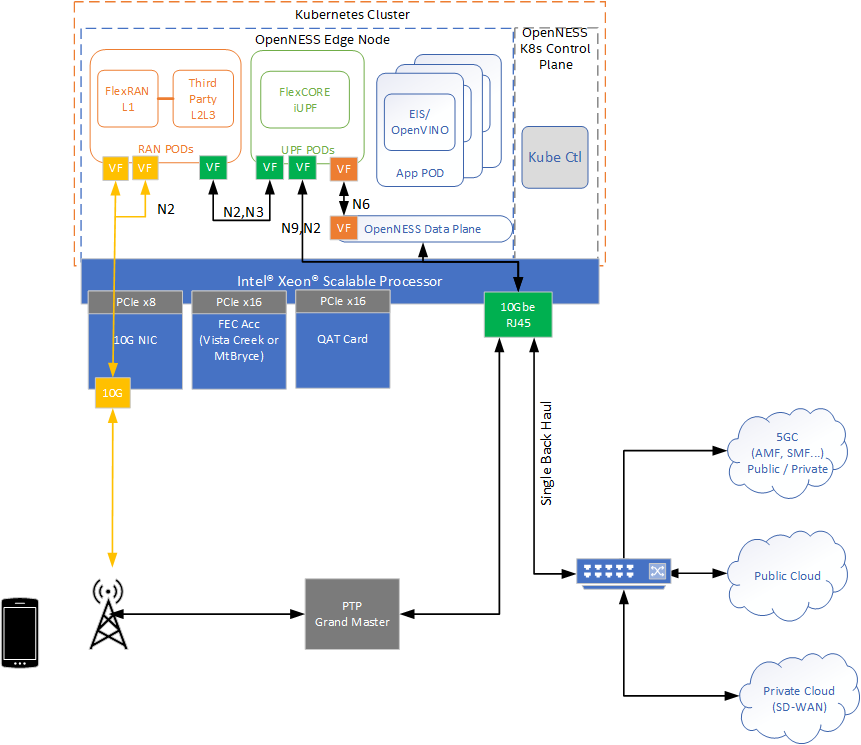 Kubernetes Cluster
OpenNESS Edge Node
OpenNESS
K8s Control
Plane
FlexRAN
L1
Third
Party
L2L3
RAN PODs
FlexCORE
iUPF
UPF PODs
EIS/
OpenVINO
App POD
Kube Ctl
VF
VF
VF
VF
VF
VF
N2
N2,N3
N9,N2
N6
VF
OpenNESS Data Plane
Intel® Xeon® Scalable Processor
PCIe x8
PCIe x16
PCIe x16
10G NIC
FEC Acc
(Vista Creek or
MtBryce)
QAT Card
10Gbe
RJ45
10G
Single Back Haul
5GC
(AMF, SMF...)
Public / Private
Public Cloud
PTP
Grand Master
Private Cloud
(SD-WAN)